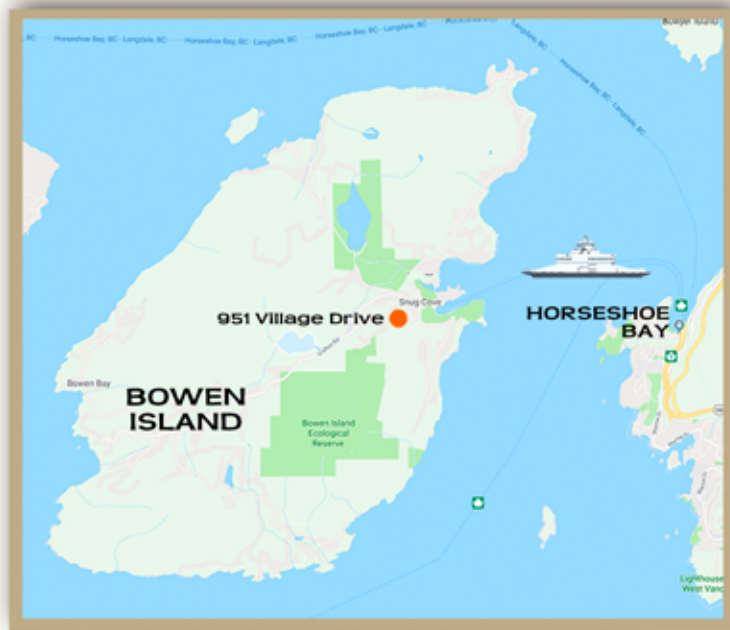 Horseshoe Bay, BC - Langdale, BC
Horseshoe Bay, BC - Langdale, BC
Horseshoe Bay, BC - Langdale, BC
Langdale, BC
Horseshoe Bay, BC - Langdale, BC
951 Village Drive
Snug Cove
HORSESHOE
BAY
Bowen Bay
BOWEN
ISLAND
Bowen Island
Ecological
Reserve
Lighthouse
West Vanc